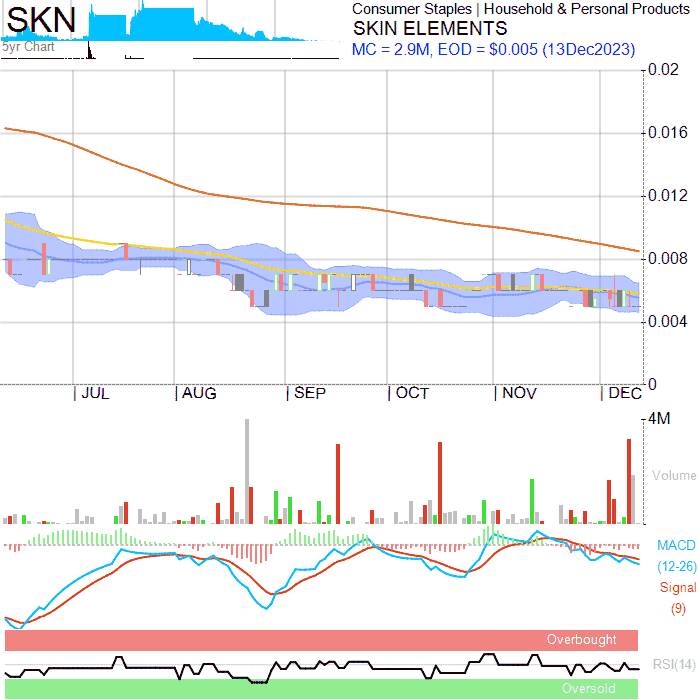 SKN
5yr Chart
Consumer Staples | Household & Personal Products
SKIN ELEMENTS
MC = 2.9M, EOD = $0.005 (13Dec2023)
0.02
0.016
0.012
0.008
0.004
0
JUL AUG SEP OCT NOV DEC
4M
Volume
MACD
(12-26)
Signal
(9)
Overbought
RSI(14)
Oversold